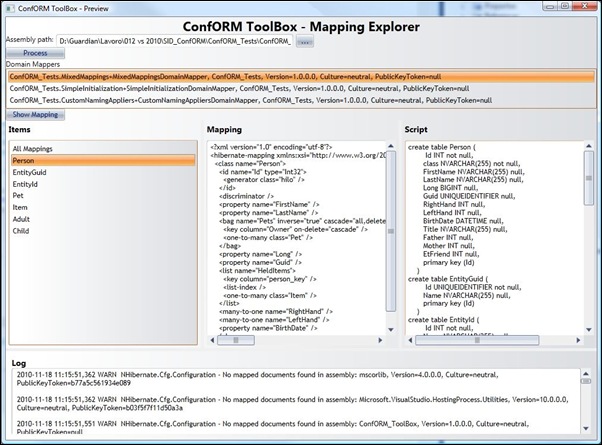 ConfORM ToolBox - Preview
ConfORM ToolBox - Mapping Explorer
Assembly path: D:\Guardian\Lavoro\012 vs 2010\SID_ConfORM\ConfORM_Tests\ConfORM_
Process
Domain Mappers
ConfORM_Tests.MixedMappings=MixedMappingsDomainMapper, ConfORM_Tests, Version=1.0.0.0, Culture=neutral, PublicKeyToken=null
ConfORM_Tests.SimpleInitialization=SimpleInitializationDomainMapper, ConfORM_Tests, Version=1.0.0.0, Culture=neutral, PublicKeyToken=null
ConfORM_Tests.CustomNamingAppliers=CustomNamingAppliersDomainMapper, ConfORM_Tests, Version=1.0.0.0, Culture=neutral, PublicKeyToken=null
Show Mapping
Items
All Mappings
Person
EntityGuid
EntityId
Pet
Item
Adult
Child
Mapping
<?xml version="1.0" encoding="utf-8"?>
<hibernate-mapping xmlns:xsi="http://www.w3.org/20
<class name="Person">
<id name="Id" type="Int32">
<generator class="hilo" />
</id>
<discriminator />
<property name="FirstName" />
<property name="LastName" />
<bag name="Pets" inverse="true" cascade="all,delete
<key column="Owner" on-delete="cascade" />
<one-to-many class="Pet" />
</bag>
<property name="Long" />
<property name="Guid" />
<list name="HeldItems">
<key column="person_key" />
<list-index />
<one-to-many class="Item" />
</list>
<many-to-one name="RightHand" />
<many-to-one name="LeftHand" />
<property name="BirthDate" />
Script
create table Person (
Id INT not null,
class NVARCHAR(255) not null,
FirstName NVARCHAR(255) null,
LastName NVARCHAR(255) null,
Long BIGINT null,
Guid UNIQUEIDENTIFIER null,
RightHand INT null,
LeftHand INT null,
BirthDate DATETIME null,
Title NVARCHAR(255) null,
Father INT null,
Mother INT null,
EtFriend INT null,
primary key (Id)
)
create table EntityGuid (
Id UNIQUEIDENTIFIER not null,
Name NVARCHAR(255) null,
primary key (Id)
)
create table EntityId (
Id INT not null,
Name NVARCHAR(255) null,
Log
2010-11-18 11:15:51,362 WARN NHibernate.Cfg.Configuration - No mapped documents found in assembly: mscorlib, Version=4.0.0.0, Culture=neutral,
PublicKeyToken=b77a5c561934e089
2010-11-18 11:15:51,362 WARN NHibernate.Cfg.Configuration - No mapped documents found in assembly: Microsoft.VisualStudio.HostingProcess.Utilities, Version=10.0.0.0,
Culture=neutral, PublicKeyToken=b03f5f7f11d50a3a
2010-11-18 11:15:51,551 WARN NHibernate.Cfg.Configuration - No mapped documents found in assembly: ConfORM_ToolBox, Version=1.0.0.0, Culture=neutral,
PublicKeyToken=null